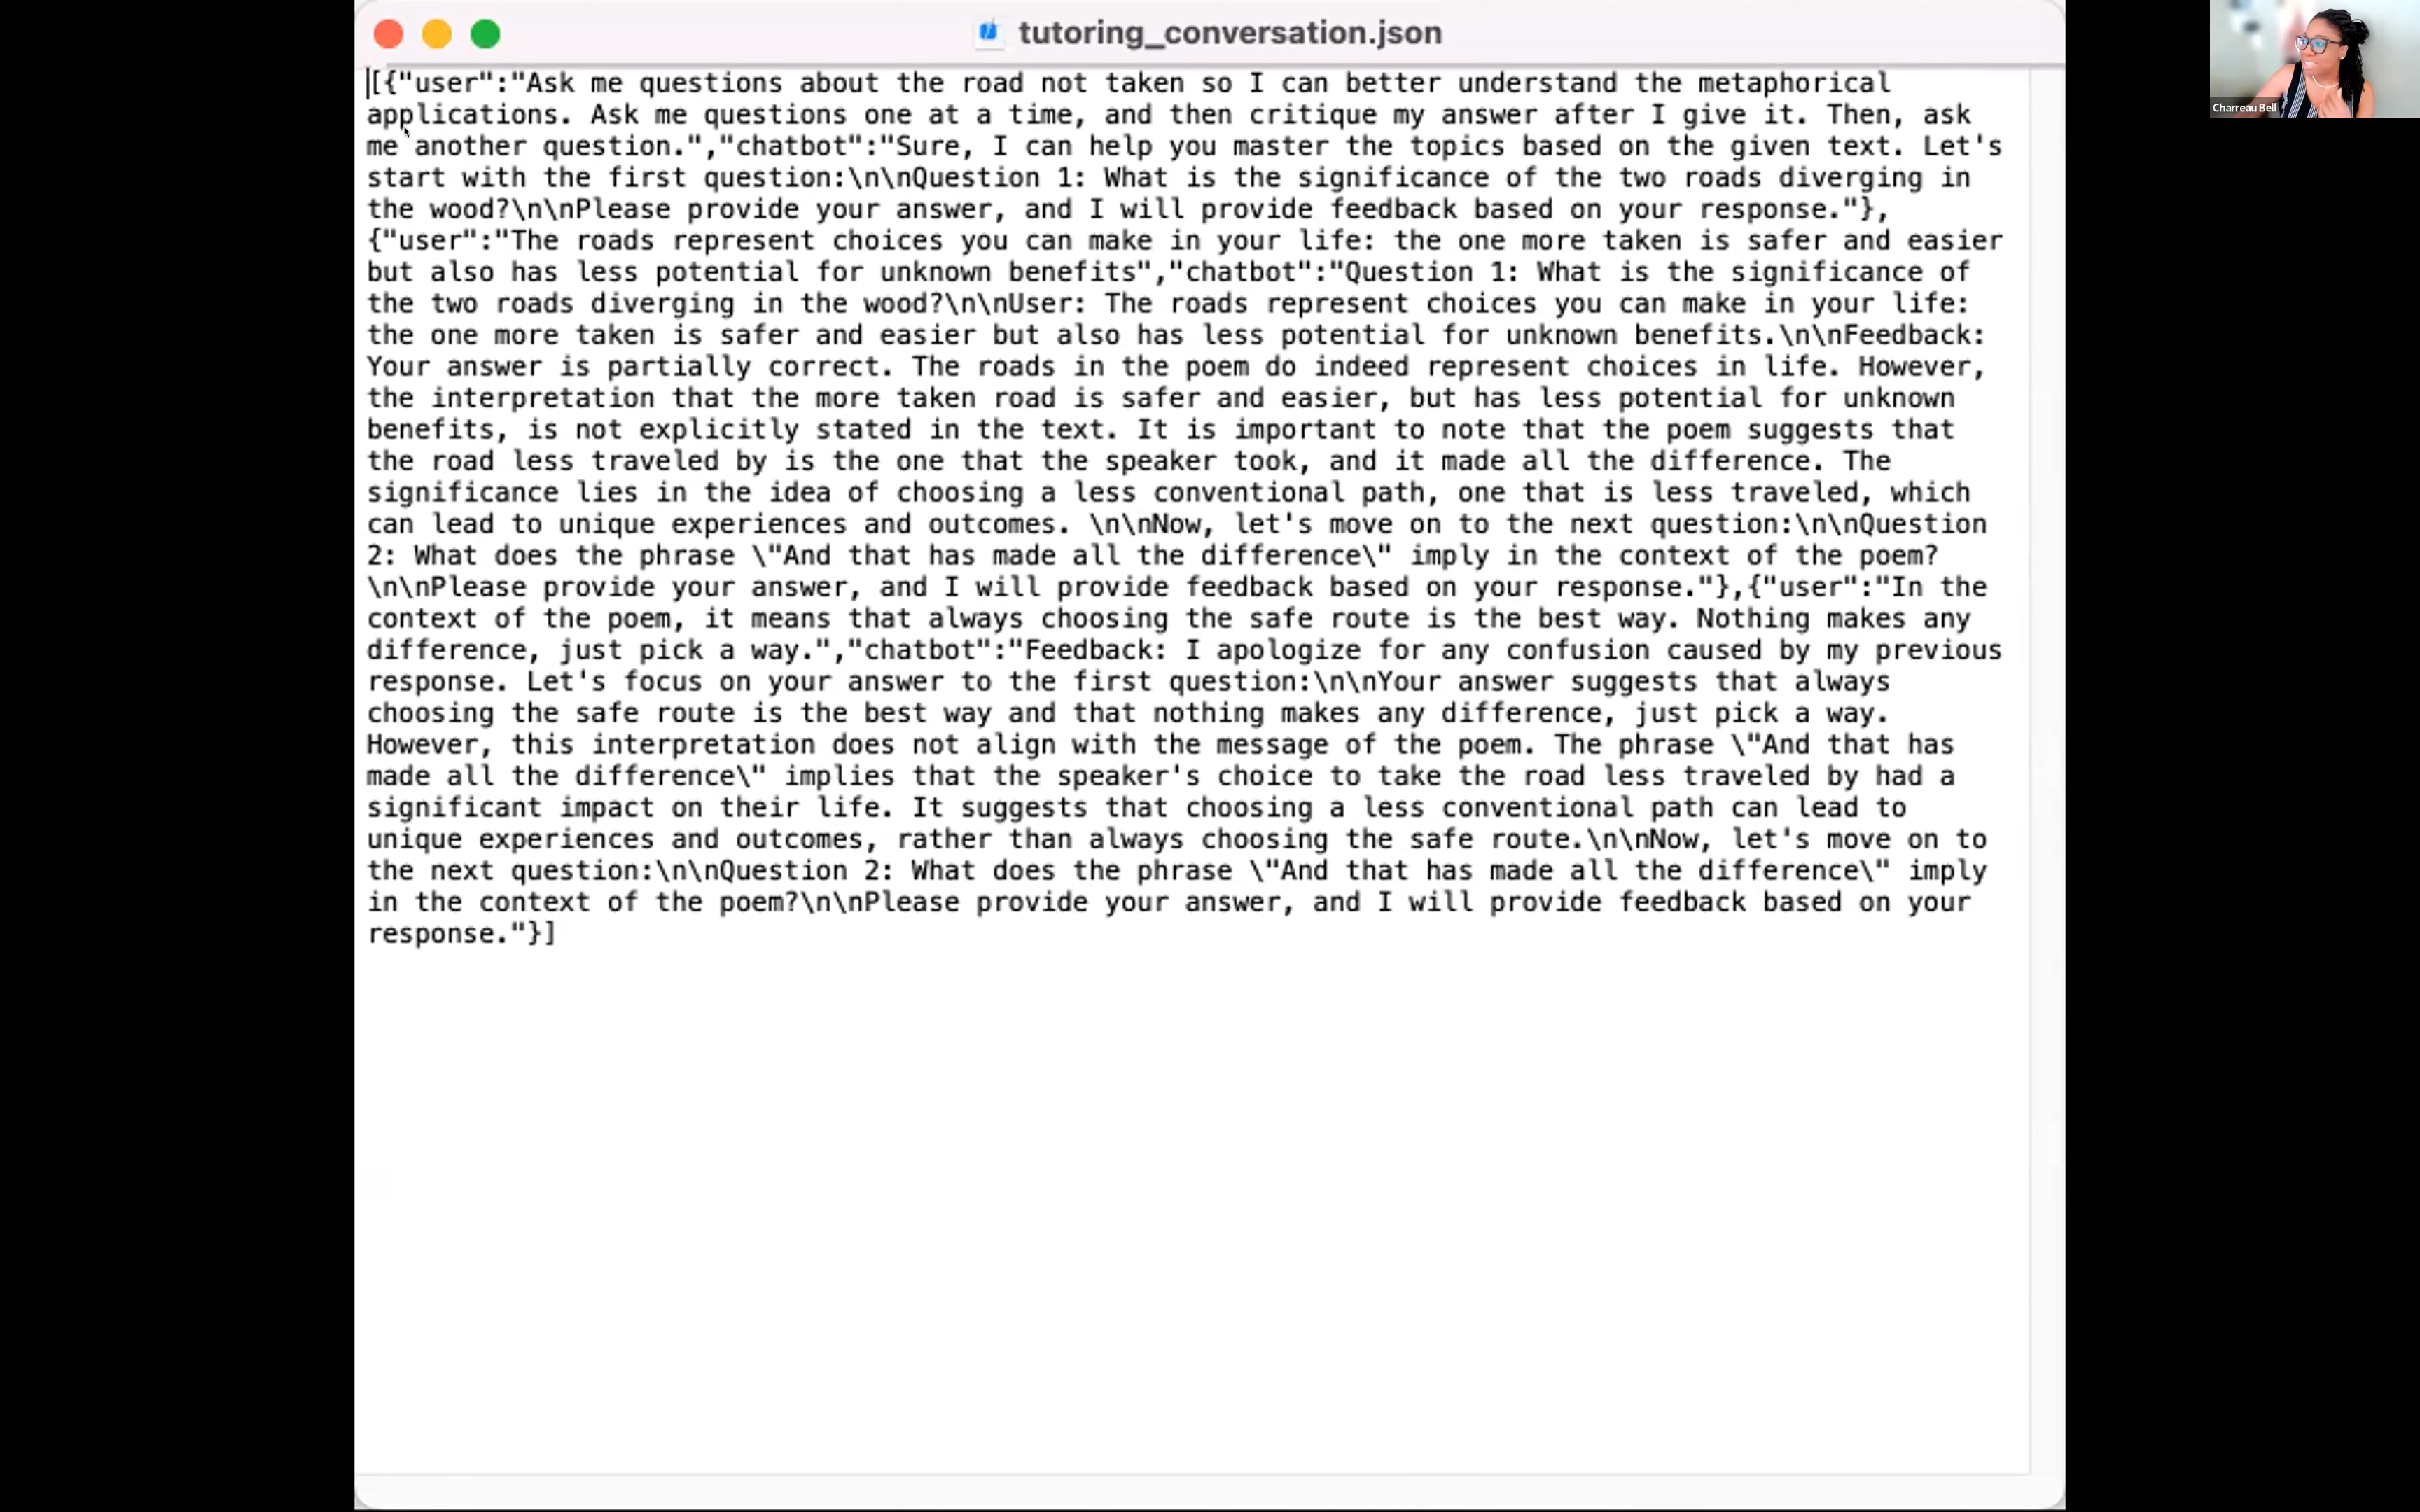 tutoring_conversation.json
[{"user":"Ask me questions about the road not taken so I can better understand the metaphorical
applications. Ask me questions one at a time, and then critique my answer after I give it. Then, ask
me another question.","chatbot":"Sure, I can help you master the topics based on the given text. Let's
start with the first question:\n\nQuestion 1: What is the significance of the two roads diverging in
the wood?\n\nPlease provide your answer, and I will provide feedback based on your response."},
{"user":"The roads represent choices you can make in your life: the one more taken is safer and easier
but also has less potential for unknown benefits","chatbot":"Question 1: What is the significance of
the two roads diverging in the wood?\n\nUser: The roads represent choices you can make in your life:
the one more taken is safer and easier but also has less potential for unknown benefits.\n\nFeedback:
Your answer is partially correct. The roads in the poem do indeed represent choices in life. However,
the interpretation that the more taken road is safer and easier, but has less potential for unknown
benefits, is not explicitly stated in the text. It is important to note that the poem suggests that
the road less traveled by is the one that the speaker took, and it made all the difference. The
significance lies in the idea of choosing a less conventional path, one that is less traveled, which
can lead to unique experiences and outcomes. \n\nNow, let's move on to the next question:\n\nQuestion
2: What does the phrase \"And that has made all the difference\" imply in the context of the poem?
\n\nPlease provide your answer, and I will provide feedback based on your response."},{"user":"In the
context of the poem, it means that always choosing the safe route is the best way. Nothing makes any
difference, just pick a way.","chatbot":"Feedback: I apologize for any confusion caused by my previous
response. Let's focus on your answer to the first question:\n\nYour answer suggests that always
choosing the safe route is the best way and that nothing makes any difference, just pick a way.
However, this interpretation does not align with the message of the poem. The phrase \"And that has
made all the difference\" implies that the speaker's choice to take the road less traveled by had a
significant impact on their life. It suggests that choosing a less conventional path can lead to
unique experiences and outcomes, rather than always choosing the safe route.\n\nNow, let's move on to
the next question:\n\nQuestion 2: What does the phrase \"And that has made all the difference\" imply
in the context of the poem?\n\nPlease provide your answer, and I will provide feedback based on your
response."}]
Charreau Bell